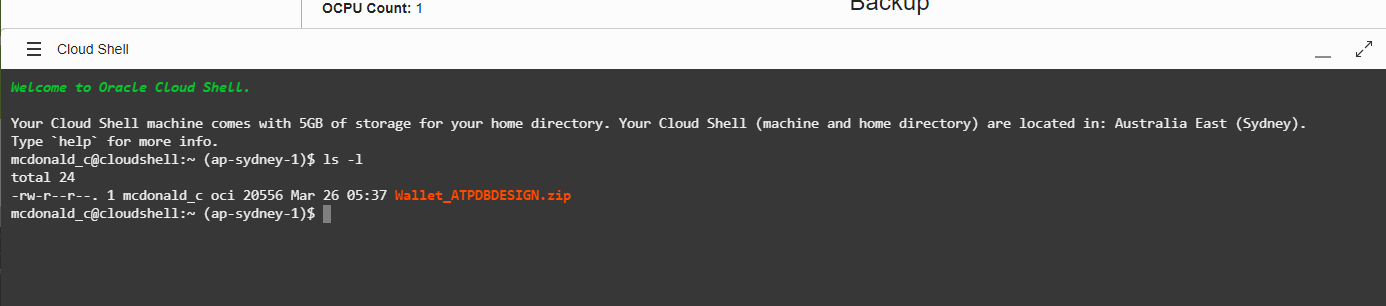 OCPU Count: 1
Backup
Cloud Shell
Welcome to Oracle Cloud Shell.
Your Cloud Shell machine comes with 5GB of storage for your home directory. Your Cloud Shell (machine and home directory) are located in: Australia East (Sydney).
Type `help` for more info.
mcdonald_c@cloudshell:~ (ap-sydney-1)$ ls -l
total 24
-rw-r--r--. 1 mcdonald_c oci 20556 Mar 26 05:37 Wallet_ATPDBDESIGN.zip
mcdonald_c@cloudshell:~ (ap-sydney-1)$